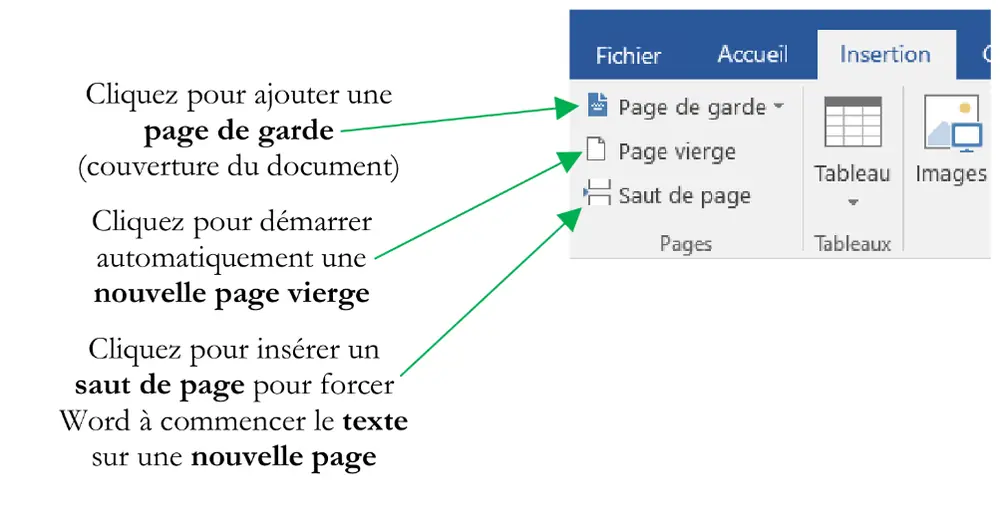 Cliquez pour ajouter une
page de garde
(couverture du document)
Cliquez pour démarrer
automatiquement une
nouvelle page vierge
Cliquez pour insérer un
saut de page pour forcer
Word à commencer le texte
sur une nouvelle page
Fichier Accueil Insertion
Page de garde
Page vierge
Saut de page
Pages
Tableau
Tableaux
Images